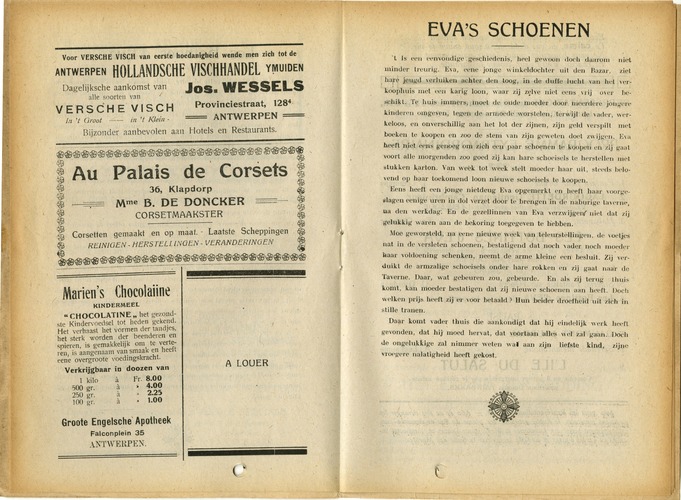 Voor VERSCHE VISCH van eerste hoedanigheid wende men zich tot de
ANTWERPEN HOLLANDSCHE VISCHHANDEL YMUIDEN
Dagelijksche aankomst van
alle soorten van
VERSCHE VISCH
In 't Groot — in 't Klein
Jos. WESSELS
Provinciestraat, 128A
ANTWERPEN
Bijzonder aanbevolen aan Hotels en Restaurants.
Au Palais de Corsets
36, Klapdorp
Mme B. DE DONCKER
CORSETMAAKSTER
Corsetten gemaakt en op maat. - Laatste Scheppingen
REINIGEN - HERSTELLINGEN - VERANDERINGEN
Marien's Chocolatiine
KINDERMEEL
"CHOCOLATINE„ het gezond-
ste Kindervoedsel tot heden gekend.
Het verhaast het vormen der tandjes,
het sterk worden der beenderen en
spieren, is gemakkelijk om te verte-
ren, is aangenaam van smaak en heeft
eene overgroote voedingskracht.
Verkrijgbaar in doozen van
1 kilo à Fr. 8.00
500 gr. à » 4.00
250 gr. à » 2.25
100 gr. à » 1.00
Groote Engelsche Apotheek
Falconplein 35
ANTWERPEN.
A LOUER
EVA'S SCHOENEN
't Is een eenvoudige geschiedenis, heel gewoon doch daarom niet
minder treurig. Eva, eene jonge winkeldochter uit den Bazar, ziet
hare jeugd verluiken achter den toog, in de duffe lucht van het ver-
koophuis met een karig loon, waar zij zelve niet eens vrij over be-
schikt. Te huis immers, moet de oude moeder door meerdere jongere
kinderen omgeven, tegen de armoede worstelen, terwijl de vader, wer-
keloos, en onverschillig aan het lot der zijnen, zijn geld verspilt met
boeken te koopen en zoo de stem van zijn geweten doet zwijgen. Eva
heeft niet eens genoeg om zich een paar schoenen te koopen en zij gaat
voort alle morgenden zoo goed zij kan hare schoeisels te herstellen met
stukken karton. Van week tot week stelt moeder haar uit, steeds belo-
vend op haar toekomend loon nieuwe schoeisels te koopen.
Eens heeft een jonge nietdeug Eva opgemerkt en heeft haar voorge-
slagen eenige uren in dol verzet door te brengen in de naburige taverne,
na den werkdag. En de gezellinnen van Eva verzwijgen niet dat zij
gelukkig waren aan de bekoring toegegeven te hebben.
Moe geworsteld, na eene nieuwe week van teleurstellingen, de voetjes
nat in de versleten schoenen, bestatigend dat noch vader noch moeder
haar voldoening schenken, neemt de arme kleine een besluit. Zij ver-
duikt de armzalige schoeisels onder hare rokken en zij gaat naar de
Taverne. Daar, wat gebeuren zou, gebeurde. En als zij terug thuis
komt, kan moeder bestatigen dat zij nieuwe schoenen aan heeft. Doch
welken prijs heeft zij er voor betaald? Hun beider droefheid uit zich in
stille tranen.
Daar komt vader thuis die aankondigt dat hij eindelijk werk heeft
gevonden, dat hij moed hervat, dat voortaan alles wel zal gaan. Doch
de ongelukkige zal nimmer weten wat aan zijn liefste kind, zijne
vroegere nalatigheid heeft gekost.